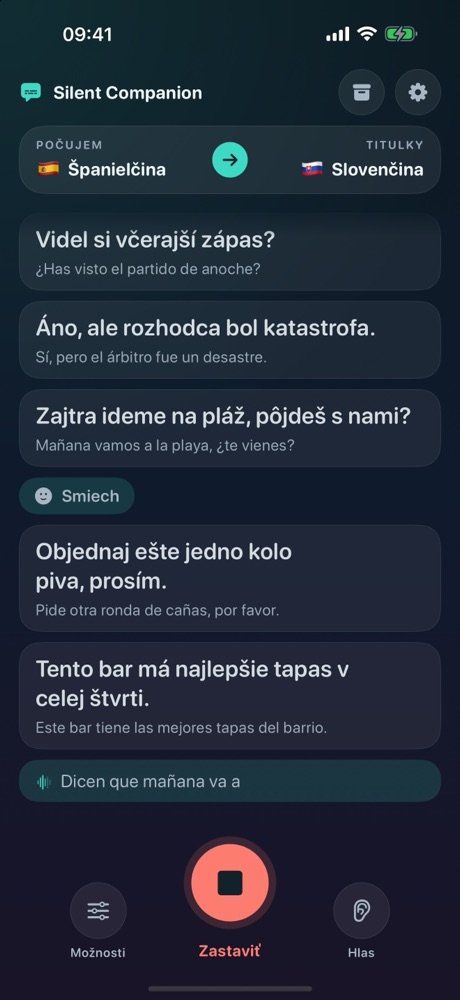 09:41
Silent Companion
POČUJEM
Španielčina
TITULKY
Slovenčina
Videl si včerajší zápas?
¿Has visto el partido de anoche?
Áno, ale rozhodca bol katastrofa.
Sí, pero el árbitro fue un desastre.
Zajtra ideme na pláž, pôjdeš s nami?
Mañana vamos a la playa, ¿te vienes?
Smiech
Objednaj ešte jedno kolo
piva, prosím.
Pide otra ronda de cañas, por favor.
Tento bar má najlepšie tapas v
celej štvrti.
Este bar tiene las mejores tapas del barrio.
Dicen que mañana va a
Možnosti
Zastaviť
Hlas